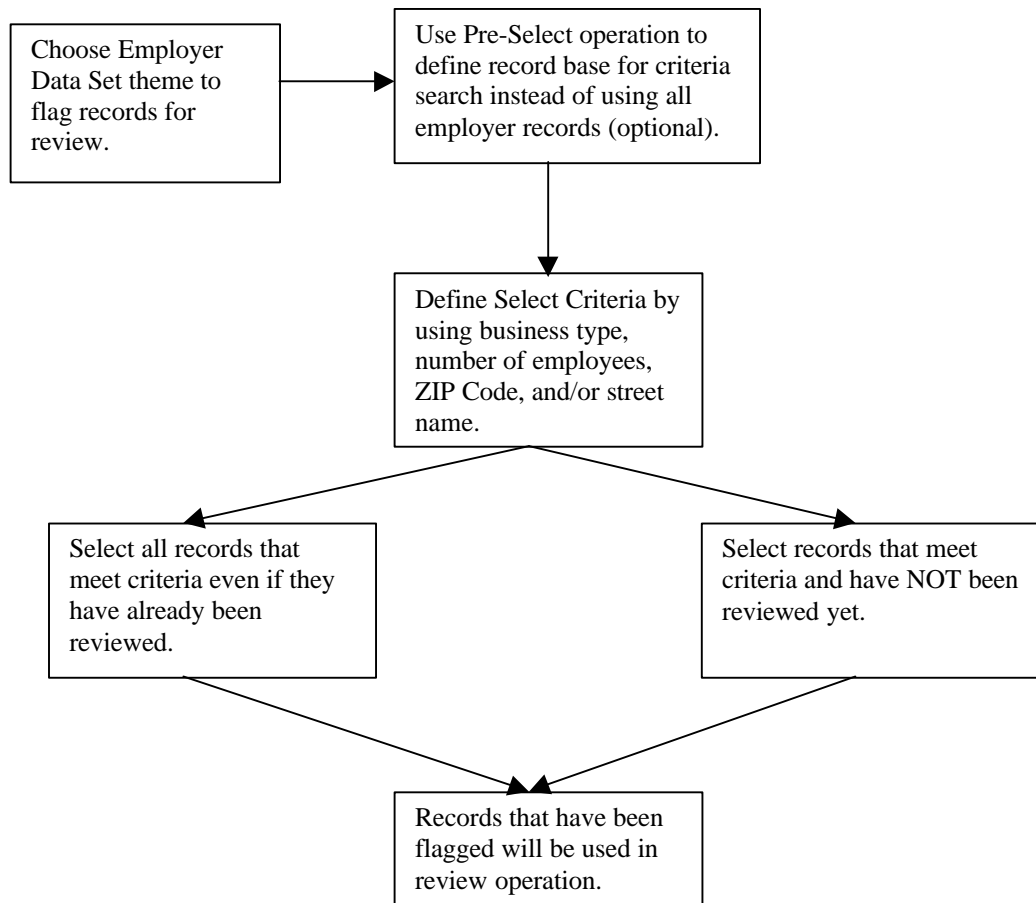 Choose Employer
Data Set theme to
flag records for
review.
Use Pre-Select operation to
define record base for criteria
search instead of using all
employer records (optional).
Define Select Criteria by
using business type,
number of employees,
ZIP Code, and/or street
name.
Select all records that
meet criteria even if they
have already been
reviewed.
Select records that meet
criteria and have NOT been
reviewed yet.
Records that have been
flagged will be used in
review operation.